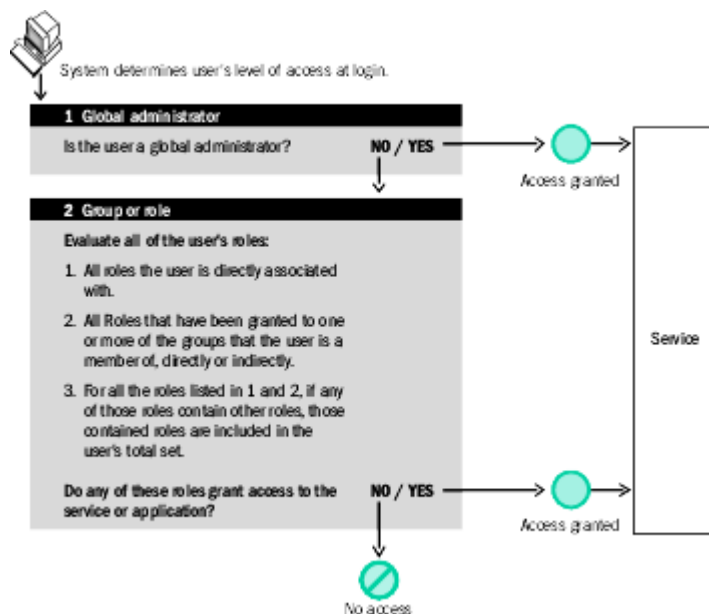 System determines user's level of access at login.
1 Global administrator
Is the user a global administrator? NO / YES
Access granted
2 Group or role
Evaluate all of the user's roles:
1. All roles the user is directly associated
with.
2. All Roles that have been granted to one
or more of the groups that the user is a
member of, directly or indirectly.
3. For all the roles listed in 1 and 2, if any
of those roles contain other roles, those
contained roles are included in the
user's total set.
Service
Do any of these roles grant access to the NO / YES
service or application?
Access granted
No access